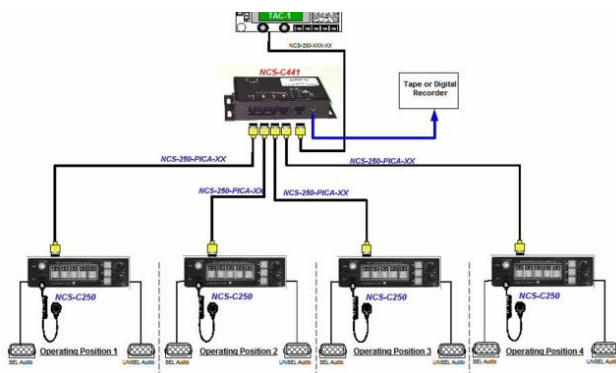 TAC-1
NCS-250-XXX-XX
NCS-C441
Tape or Digital
Recorder
NCS-250-PICA-XX
NCS-250-PICA-XX
NCS-250-PICA-XX
NCS-250-PICA-XX
NCS-C250
NCS-C250
NCS-C250
NCS-C250
SEL Audio
Operating Position 1
UNSEL Audio
SEL Audio
Operating Position 2
UNSEL Audio
SEL Audio
Operating Position 3
UNSEL Audio
SEL Audio
Operating Position 4
UNSEL Audio